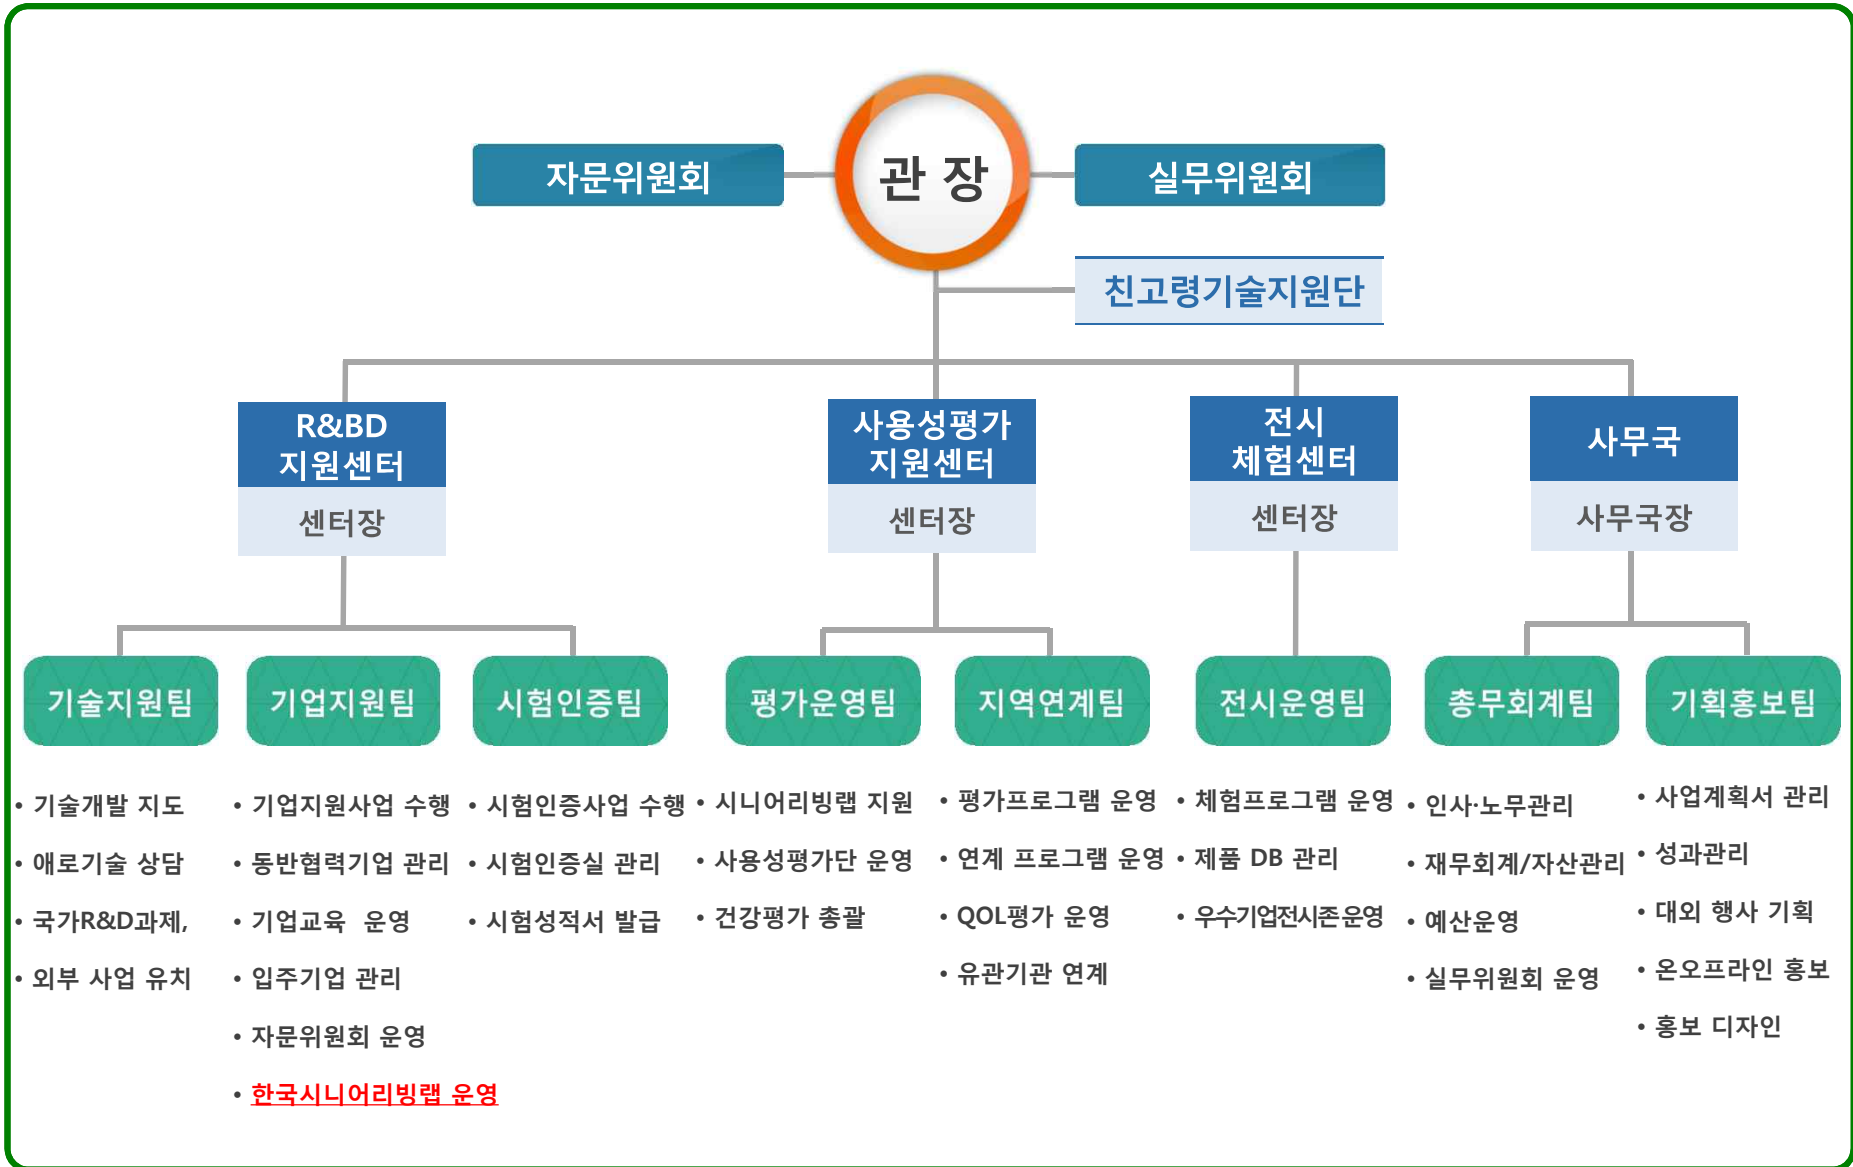 자문위원회
관 장
실무위원회
친고령기술지원단
R&BD
지원센터
센터장
사용성평가
지원센터
센터장
전시
체험센터
센터장
사무국
사무국장
기술지원팀
• 기술개발 지도
• 애로기술 상담
• 국가R&D과제,
• 외부 사업 유치
기업지원팀
• 기업지원사업 수행
• 동반협력기업 관리
• 기업교육  운영
• 입주기업 관리
• 자문위원회 운영
• 한국시니어리빙랩 운영
시험인증팀
• 시험인증사업 수행
• 시험인증실 관리
• 시험성적서 발급
평가운영팀
• 시니어리빙랩 지원
• 사용성평가단 운영
• 건강평가 총괄
지역연계팀
• 평가프로그램 운영
• 연계 프로그램 운영
• QOL평가 운영
• 유관기관 연계
전시운영팀
• 체험프로그램 운영
• 제품 DB 관리
• 우수기업전시존 운영
총무회계팀
• 인사·노무관리
• 재무회계/자산관리
• 예산운영
• 실무위원회 운영
기획홍보팀
• 사업계획서 관리
• 성과관리
• 대외 행사 기획
• 온오프라인 홍보
• 홍보 디자인